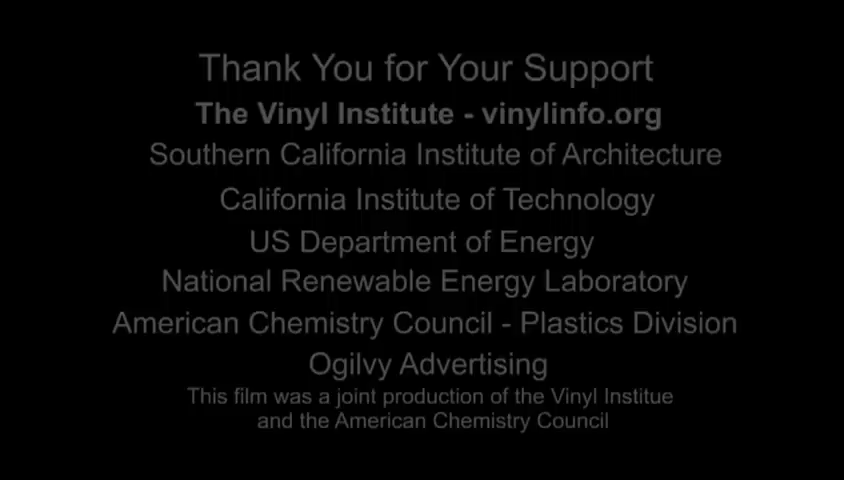 Thank You for Your Support
The Vinyl Institute - vinylinfo.org
Southern California Institute of Architecture
California Institute of Technology
US Department of Energy
National Renewable Energy Laboratory
American Chemistry Council - Plastics Division
Ogilvy Advertising
This film was a joint production of the Vinyl Institue
and the American Chemistry Council